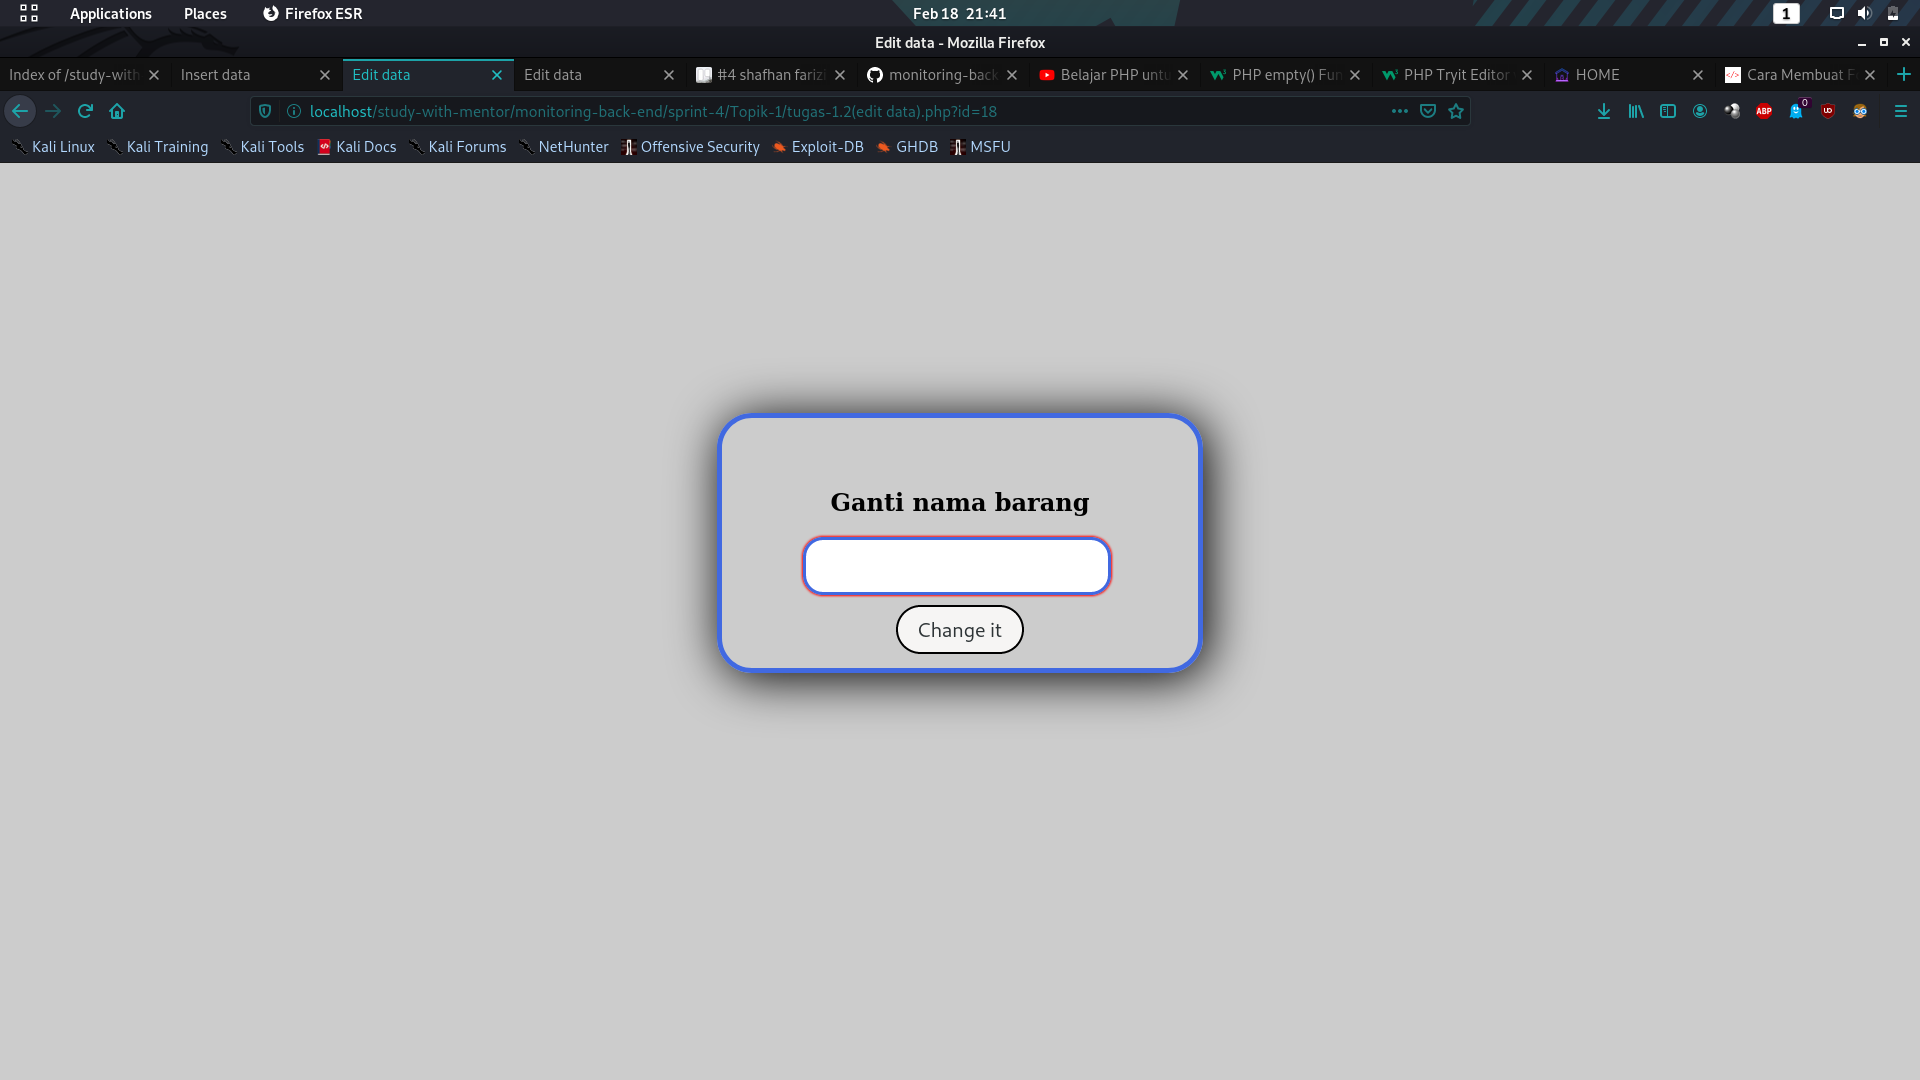 Applications Places Firefox ESR Feb 18 21:41 1
Edit data - Mozilla Firefox
Index of /study-with Insert data Edit data Edit data #4 shafhan farizi monitoring-back Belajar PHP untu PHP empty() Fun PHP Tryit Editor HOME Cara Membuat F
localhost/study-with-mentor/monitoring-back-end/sprint-4/Topik-1/tugas-1.2(edit data).php?id=18 ABP 0 UD
Kali Linux Kali Training Kali Tools Kali Docs Kali Forums NetHunter Offensive Security Exploit-DB GHDB MSFU
Ganti nama barang
Change it